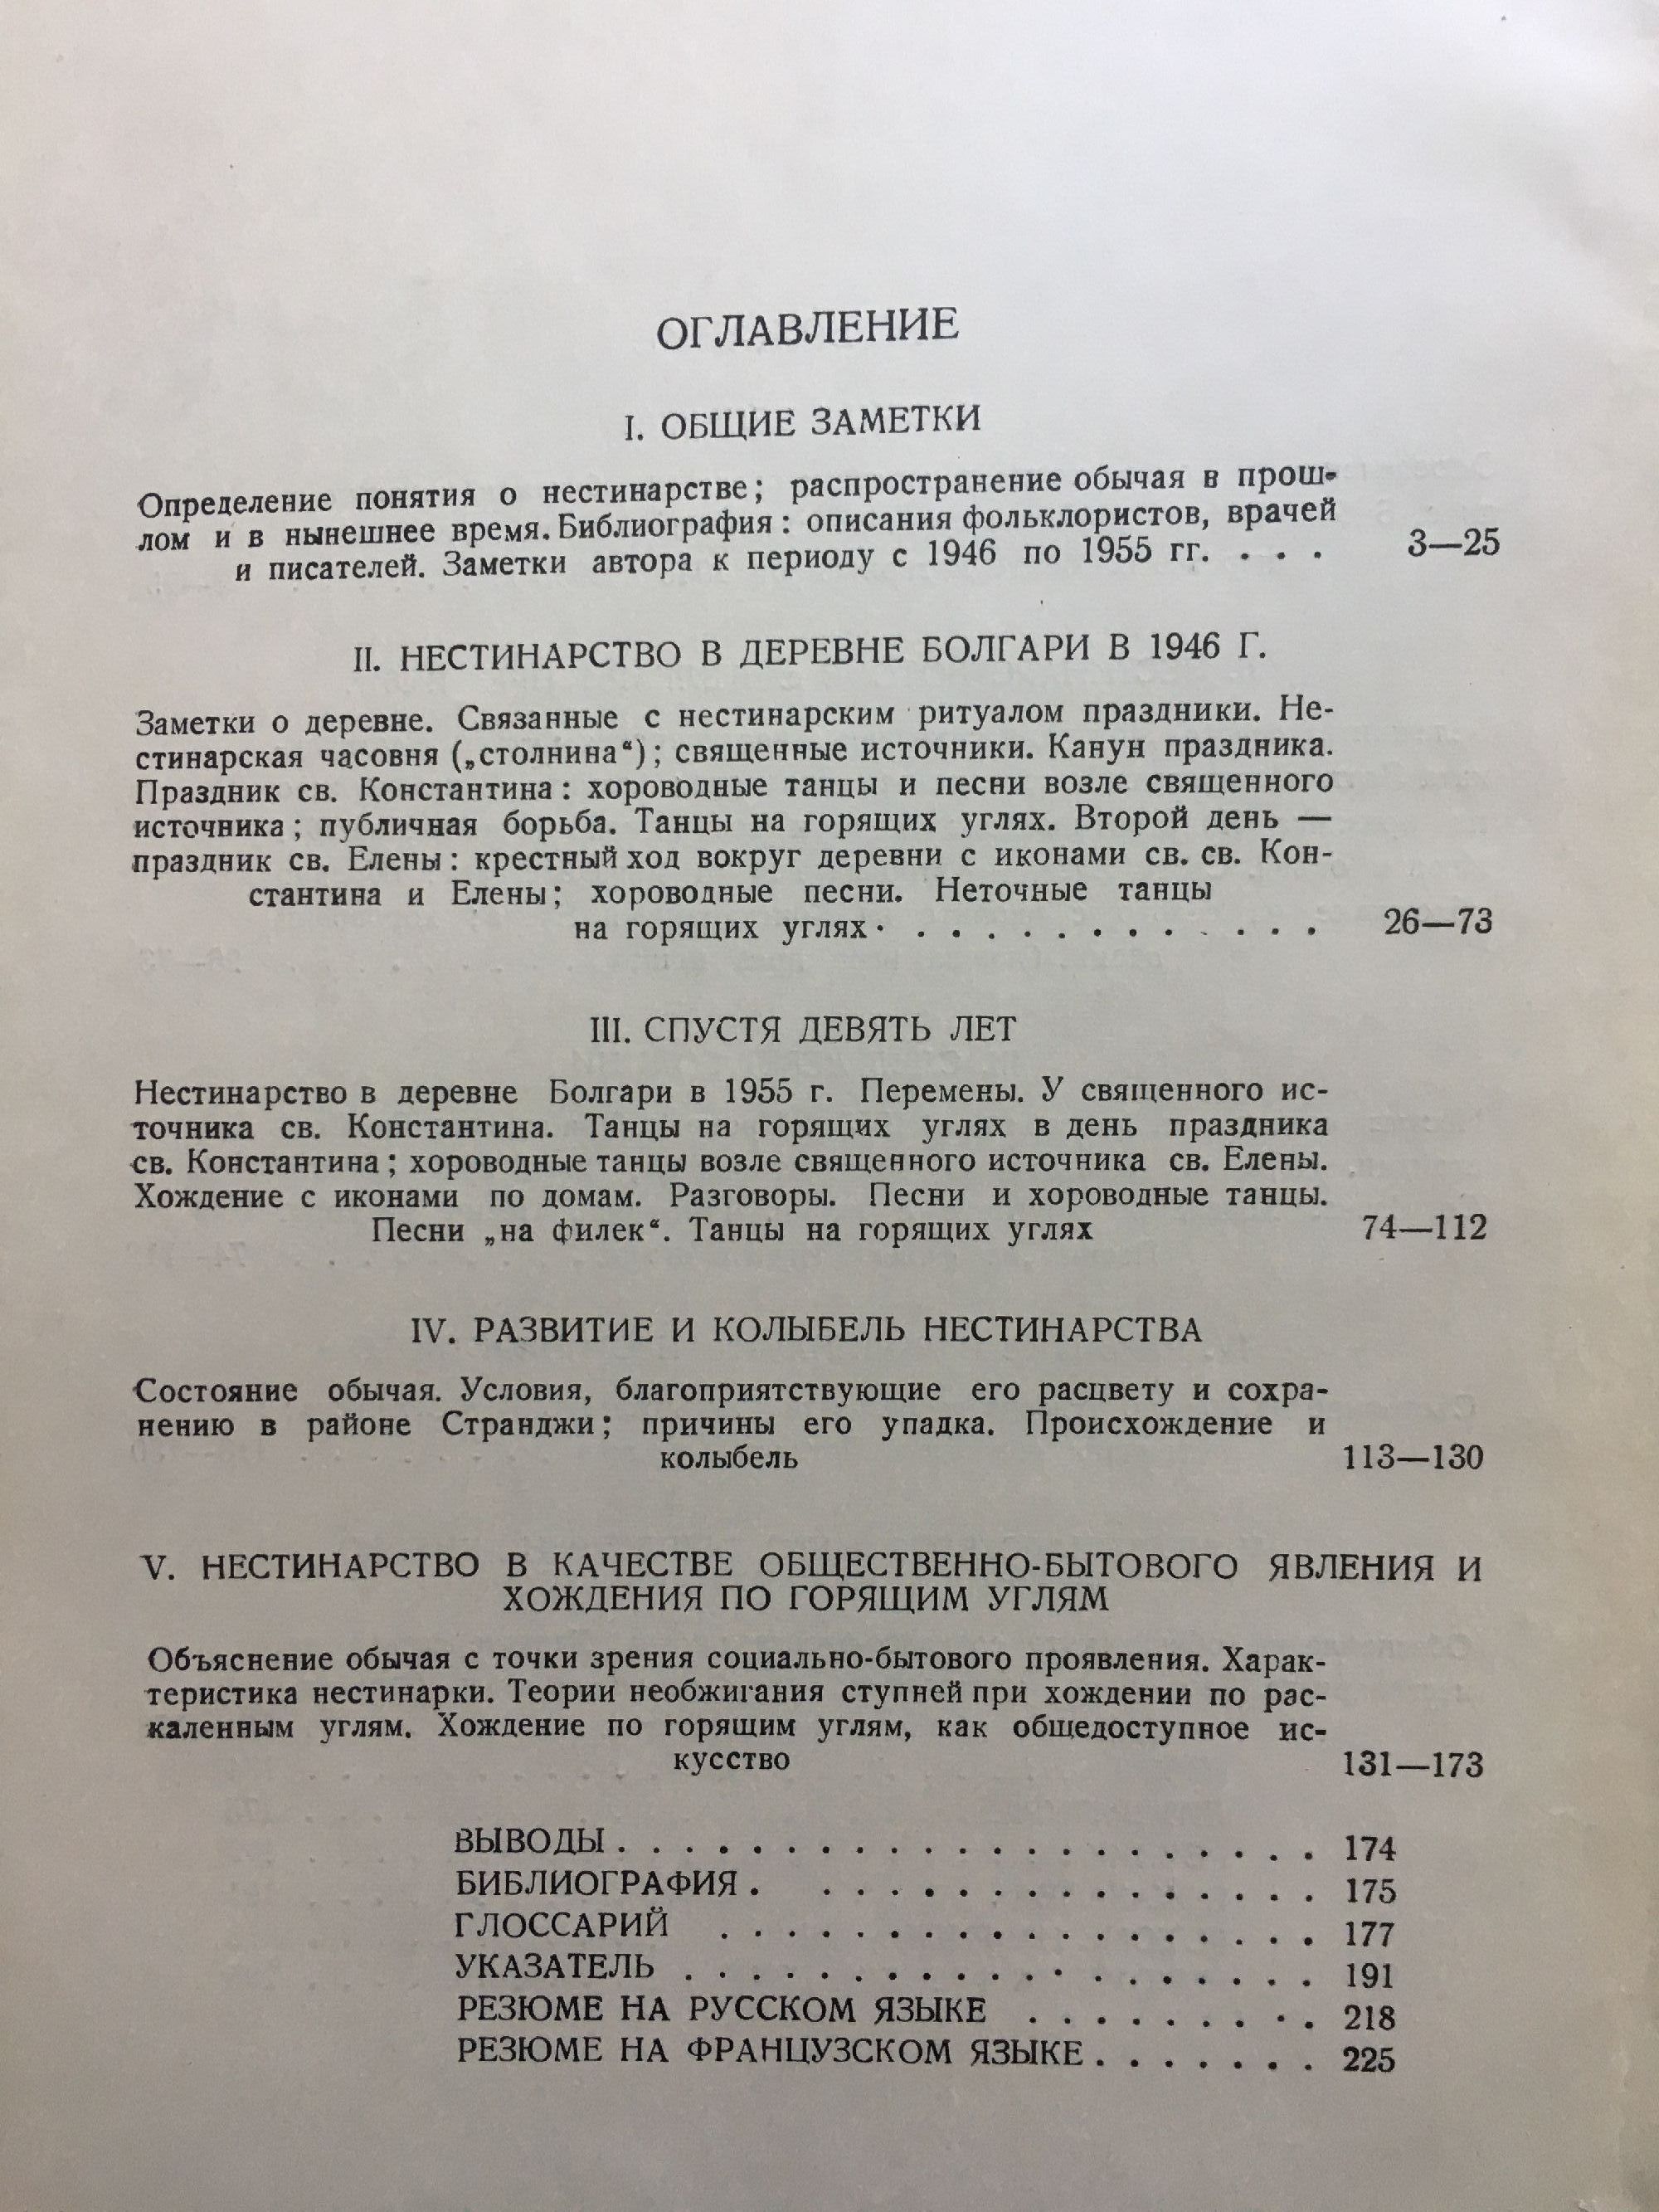 ОГЛАВЛЕНИЕ
I. ОБЩИЕ ЗАМЕТКИ
Определение понятия о нестинарстве; распространение обычая в прош-
лом и в нынешнее время. Библиография: описания фольклористов, врачей
и писателей. Заметки автора к периоду с 1946 по 1955 гг. . . . 3—25
II. НЕСТИНАРСТВО В ДЕРЕВНЕ БОЛГАРИ В 1946 Г.
Заметки о деревне. Связанные с нестинарским ритуалом праздники. Не-
стинарская часовня („столнина“); священные источники. Канун праздника.
Праздник св. Константина: хороводные танцы и песни возле священного
источника; публичная борьба. Танцы на горящих углях. Второй день —
праздник св. Елены: крестный ход вокруг деревни с иконами св. св. Кон-
стантина и Елены; хороводные песни. Неточные танцы
на горящих углях . . . . . . . . . . . . . 26—73
III. СПУСТЯ ДЕВЯТЬ ЛЕТ
Нестинарство в деревне Болгари в 1955 г. Перемены. У священного ис-
точника св. Константина. Танцы на горящих углях в день праздника
св. Константина; хороводные танцы возле священного источника св. Елены.
Хождение с иконами по домам. Разговоры. Песни и хороводные танцы.
Песни „на филек“. Танцы на горящих углях 74—112
IV. РАЗВИТИЕ И КОЛЫБЕЛЬ НЕСТИНАРСТВА
Состояние обычая. Условия, благоприятствующие его расцвету и сохра-
нению в районе Странджи; причины его упадка. Происхождение и
колыбель 113—130
V. НЕСТИНАРСТВО В КАЧЕСТВЕ ОБЩЕСТВЕННО-БЫТОВОГО ЯВЛЕНИЯ И
ХОЖДЕНИЯ ПО ГОРЯЩИМ УГЛЯМ
Объяснение обычая с точки зрения социально-бытового проявления. Харак-
теристика нестинарки. Теории необжигания ступней при хождении по рас-
каленным углям. Хождение по горящим углям, как общедоступное ис-
кусство 131—173
ВЫВОДЫ . . . . . . . . . . . . . . . . . . . . 174
БИБЛИОГРАФИЯ . . . . . . . . . . . . . . . . 175
ГЛОССАРИЙ . . . . . . . . . . . . . . . . . . 177
УКАЗАТЕЛЬ . . . . . . . . . . . . . . . . . . . 191
РЕЗЮМЕ НА РУССКОМ ЯЗЫКЕ . . . . . . . . . 218
РЕЗЮМЕ НА ФРАНЦУЗСКОМ ЯЗЫКЕ . . . . . . . 225